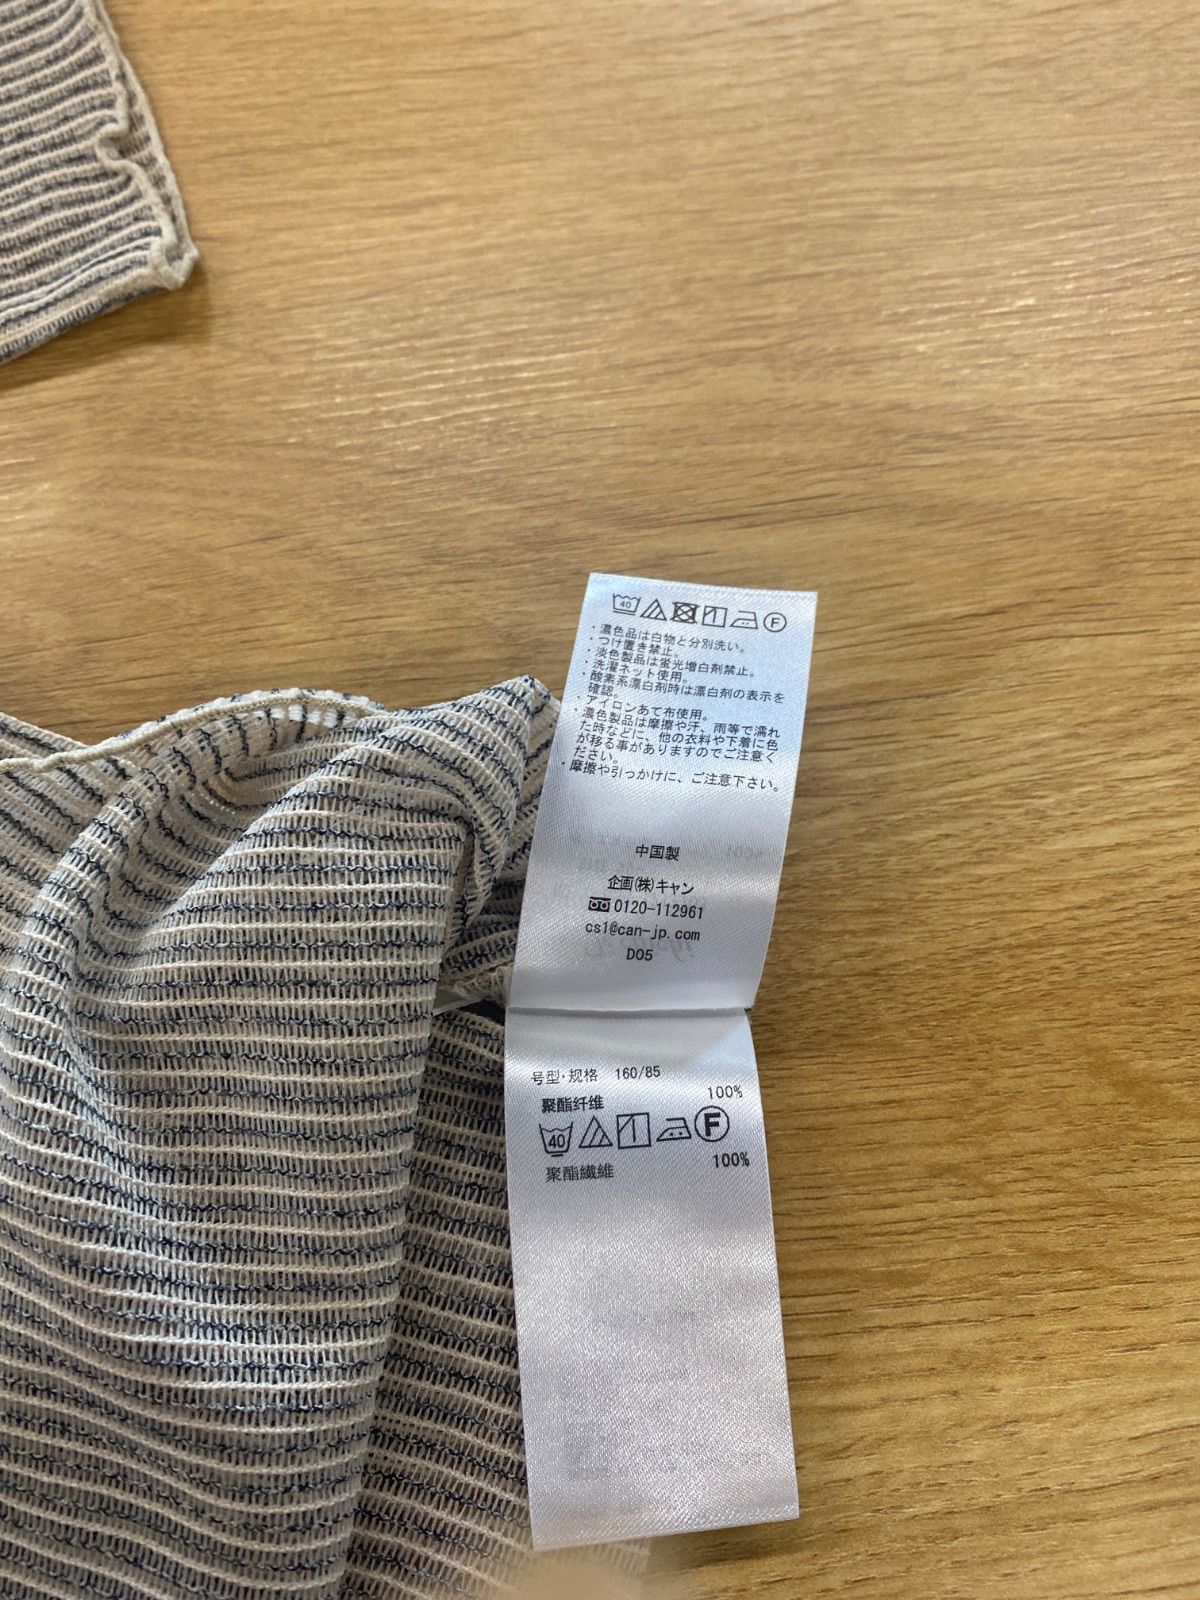 40 F
・濃色品は白物と分別洗い。
・つけ置き禁止。
・淡色製品は蛍光増白剤禁止。
・洗濯ネット使用。
・酸素系漂白剤時は漂白剤の表示を
確認。
・アイロンあて布使用。
・濃色製品は摩擦や汗、雨等で濡れ
た時などに、他の衣料や下着に色
が移る事がありますのでご注意く
ださい。
・摩擦や引っかけに、ご注意下さい。
中国製
企画(株)キャン
0120-112961
cs1@can-jp.com
D05
号型·规格 160/85
聚酯纤维 100%
40 F
聚酯纖維 100%